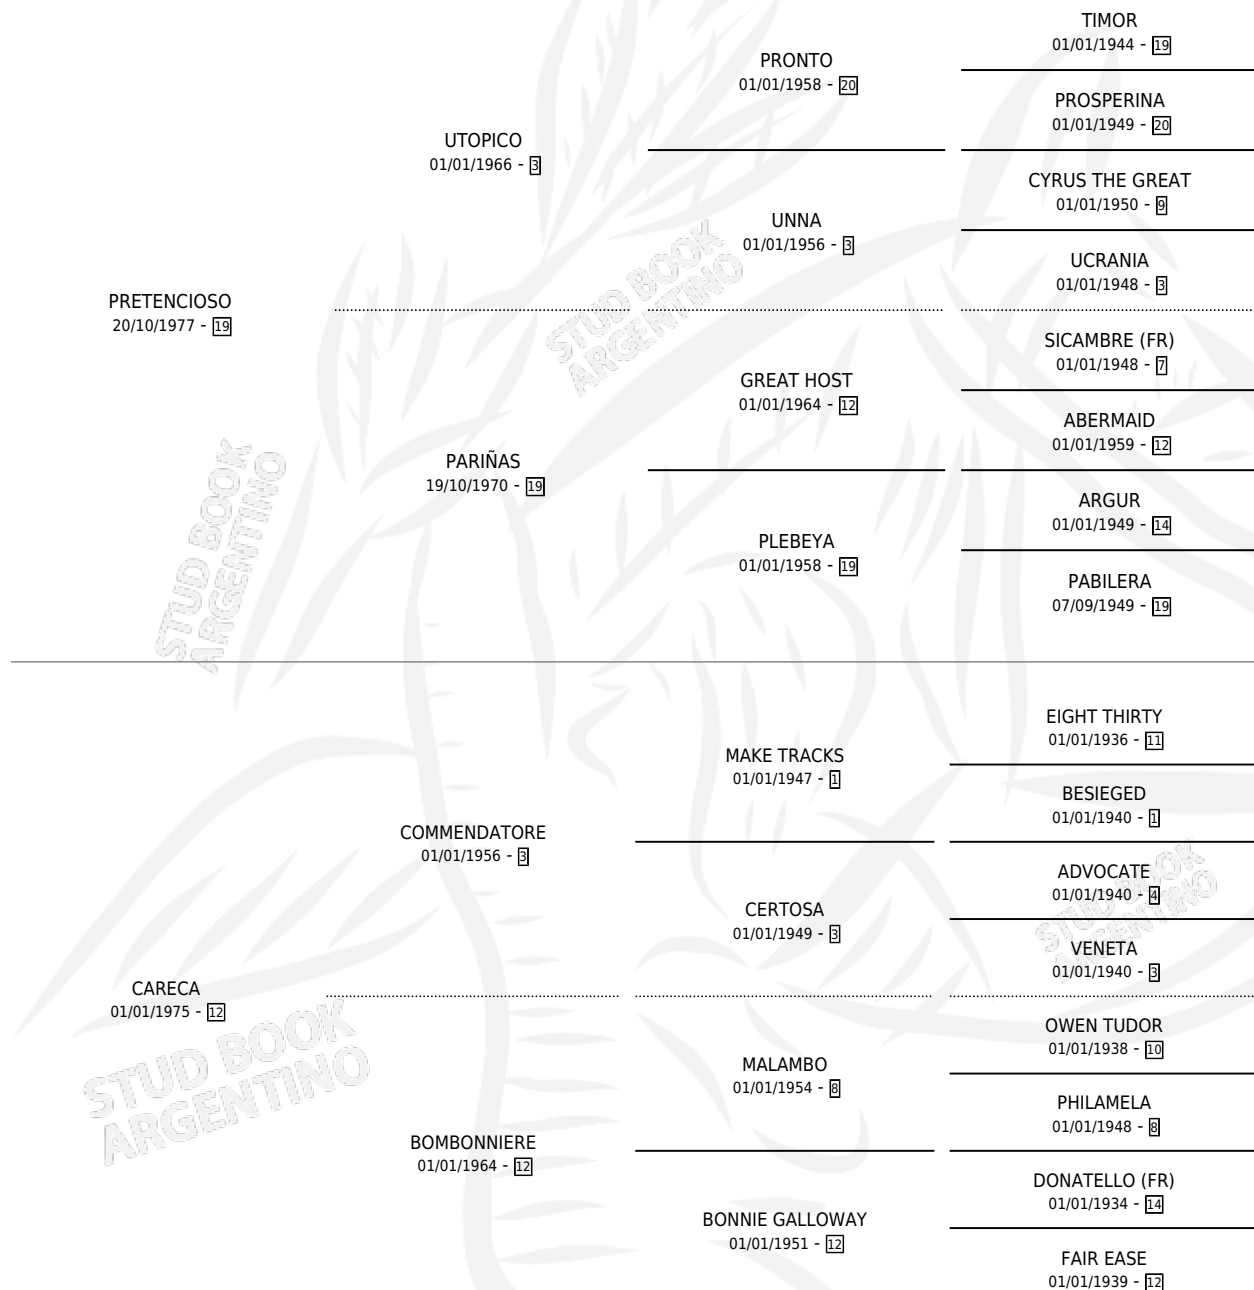 TIMOR
01/01/1944 - 19
PRONTO
01/01/1958 - 20
PROSPERINA
01/01/1949 - 20
UTOPICO
01/01/1966 - 3
CYRUS THE GREAT
01/01/1950 - 9
UNNA
01/01/1956 - 3
UCRANIA
01/01/1948 - 3
PRETENCIOSO
20/10/1977 - 19
STUD BOOK
ARGENTINO
SICAMBRE (FR)
01/01/1948 - 7
GREAT HOST
01/01/1964 - 12
ABERMAID
01/01/1959 - 12
PARIÑAS
19/10/1970 - 19
ARGUR
01/01/1949 - 14
PLEBEYA
01/01/1958 - 19
PABILERA
07/09/1949 - 19
STUD BOOK
ARGENTINO
EIGHT THIRTY
01/01/1936 - 11
MAKE TRACKS
01/01/1947 - 1
BESIEGED
01/01/1940 - 1
COMMENDATORE
01/01/1956 - 3
ADVOCATE
01/01/1940 - 4
CERTOSA
01/01/1949 - 3
VENETA
01/01/1940 - 3
STUD BOOK
ARGENTINO
CARECA
01/01/1975 - 12
STUD BOOK
ARGENTINO
OWEN TUDOR
01/01/1938 - 10
MALAMBO
01/01/1954 - 8
PHILAMELA
01/01/1948 - 8
BOMBONNIERE
01/01/1964 - 12
DONATELLO (FR)
01/01/1934 - 14
BONNIE GALLOWAY
01/01/1951 - 12
FAIR EASE
01/01/1939 - 12